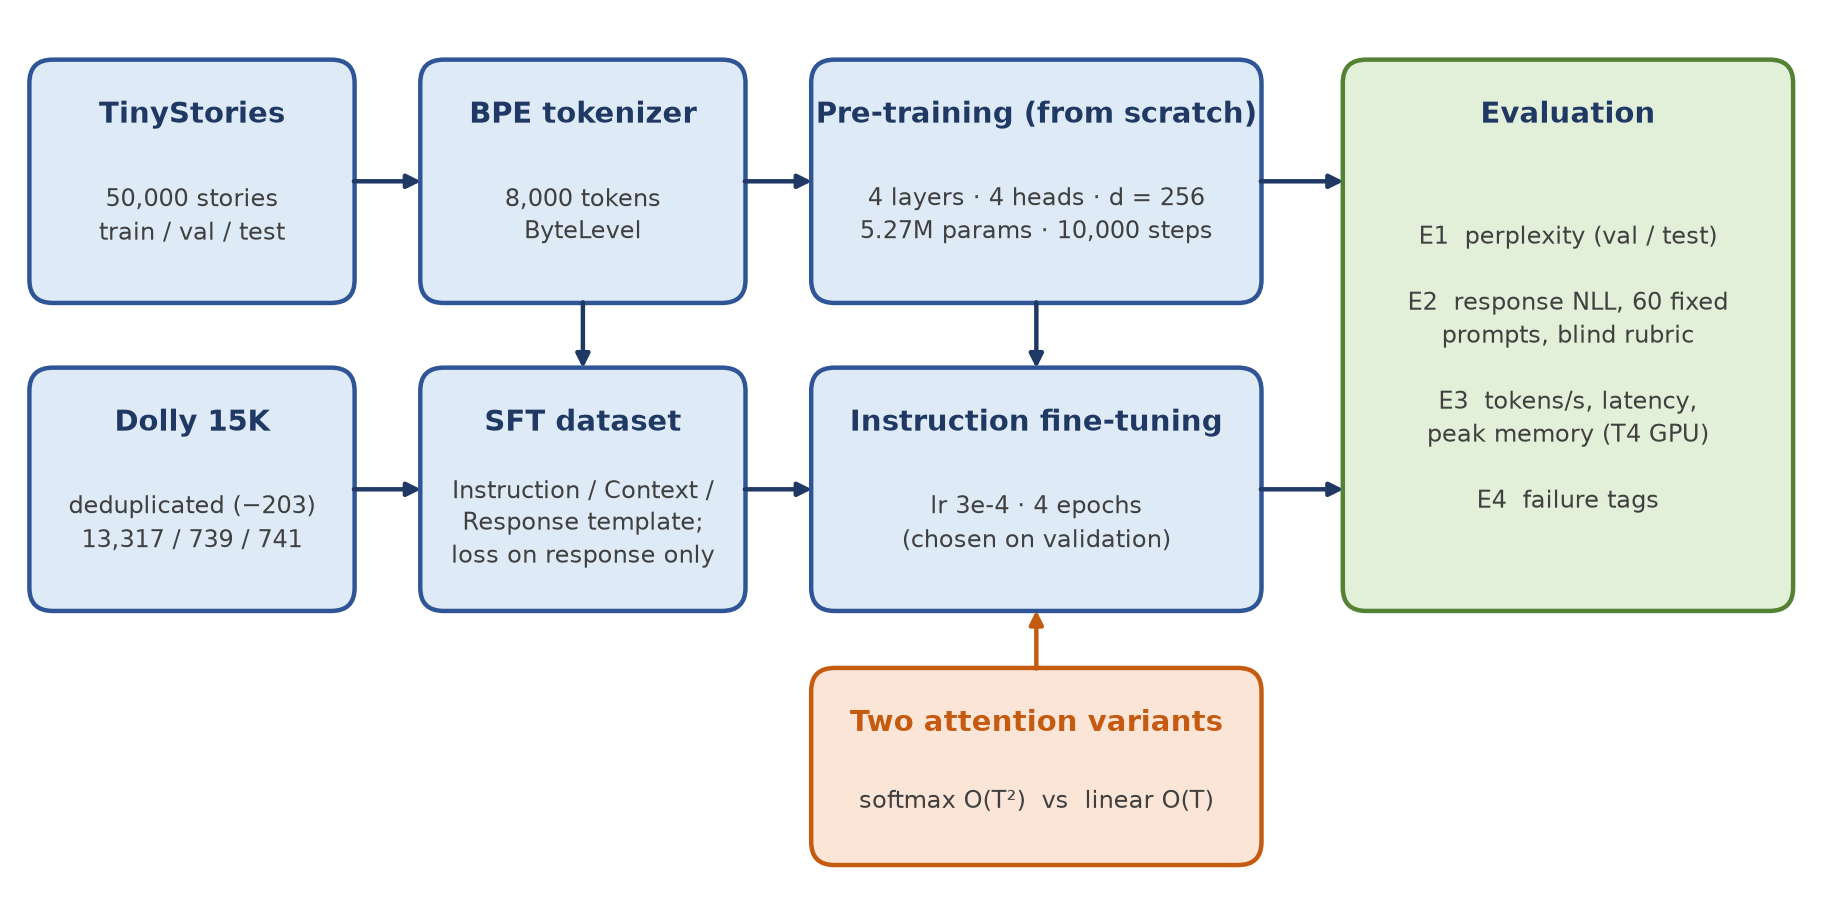 TinyStories
50,000 stories
train / val / test
BPE tokenizer
8,000 tokens
ByteLevel
Pre-training (from scratch)
4 layers · 4 heads · d = 256
5.27M params · 10,000 steps
Evaluation
E1  perplexity (val / test)
E2  response NLL, 60 fixed
prompts, blind rubric
E3  tokens/s, latency,
peak memory (T4 GPU)
E4  failure tags
Dolly 15K
deduplicated (−203)
13,317 / 739 / 741
SFT dataset
Instruction / Context /
Response template;
loss on response only
Instruction fine-tuning
lr 3e-4 · 4 epochs
(chosen on validation)
Two attention variants
softmax O(T²)  vs  linear O(T)